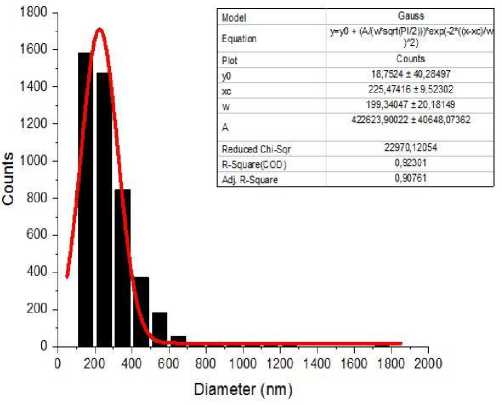 1800
1600
1400
1200
1000
800
600
400
200
0
Counts
0 200 400 600 800 1000 1200 1400 1600 1800 2000
Diameter (nm)
Model Gauss
Equation y=y0 + (A/(w*sqrt(PI/2)))*exp(-2*((x-xc)/w
)^2)
Plot Counts
y0 18,7524 ± 40,28497
xc 225,47416 ± 9,52302
w 199,34047 ± 20,18149
A 422623,90022 ± 40648,07362
Reduced Chi-Sqr 22970,12054
R-Square(COD) 0,92301
Adj. R-Square 0,90761